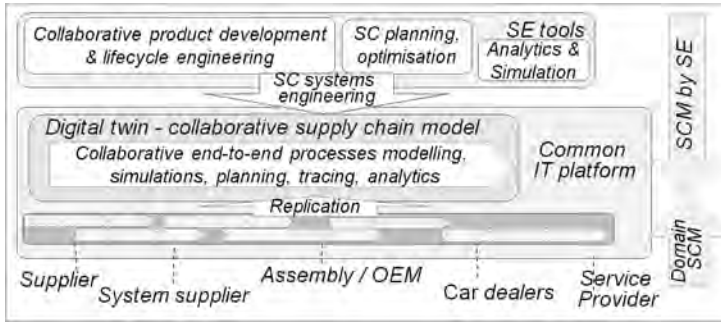 Collaborative product development
& lifecycle engineering
SC planning,
optimisation
SE tools
Analytics &
Simulation
SC systems
engineering
SCM by SE
Digital twin - collaborative supply chain model
Collaborative end-to-end processes modelling,
simulations, planning, tracing, analytics
Common
IT platform
Replication
Domain
SCM
Supplier
System supplier
Assembly / OEM
Car dealers
Service
Provider